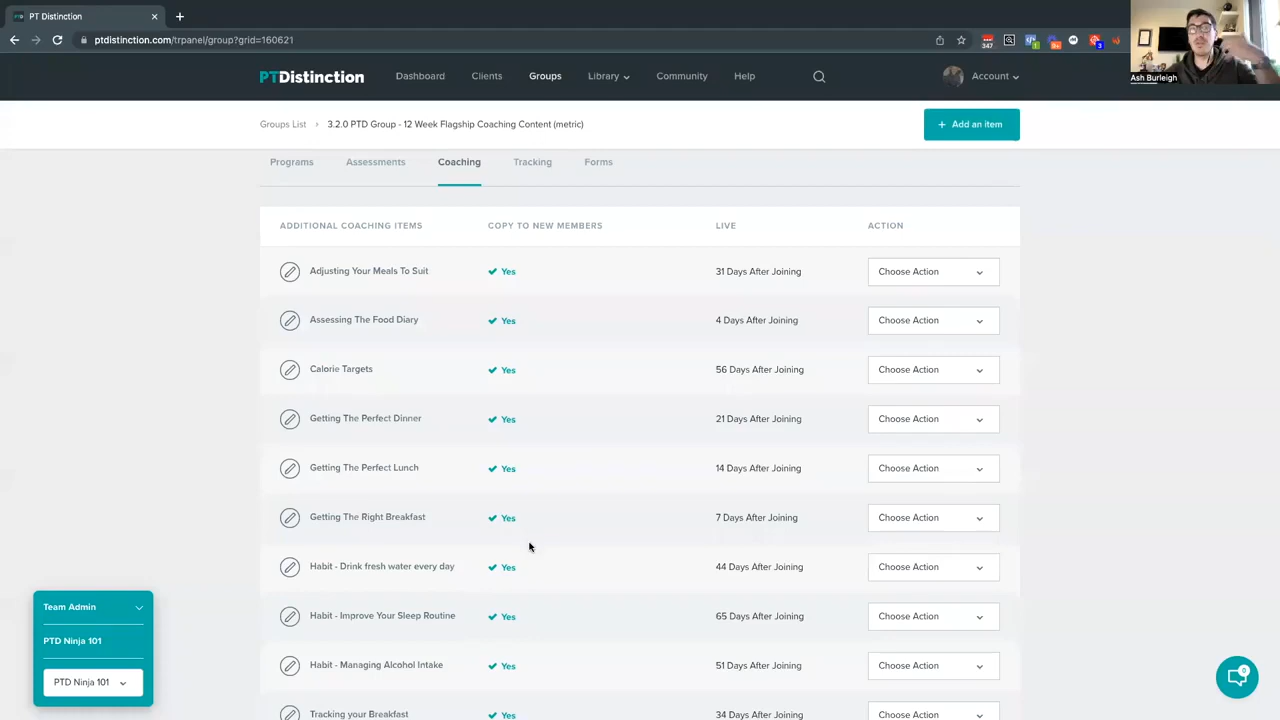 PT Distinction
ptdistinction.com/trpanel/group?grid=160621
347
1
9+
3
Ash Burleigh
PTDistinction
Dashboard
Clients
Groups
Library
Community
Help
Account
Groups List > 3.2.0 PTD Group - 12 Week Flagship Coaching Content (metric)
+ Add an item
Programs
Assessments
Coaching
Tracking
Forms
ADDITIONAL COACHING ITEMS COPY TO NEW MEMBERS LIVE ACTION
Adjusting Your Meals To Suit Yes 31 Days After Joining Choose Action
Assessing The Food Diary Yes 4 Days After Joining Choose Action
Calorie Targets Yes 56 Days After Joining Choose Action
Getting The Perfect Dinner Yes 21 Days After Joining Choose Action
Getting The Perfect Lunch Yes 14 Days After Joining Choose Action
Getting The Right Breakfast Yes 7 Days After Joining Choose Action
Habit - Drink fresh water every day Yes 44 Days After Joining Choose Action
Habit - Improve Your Sleep Routine Yes 65 Days After Joining Choose Action
Habit - Managing Alcohol Intake Yes 51 Days After Joining Choose Action
Tracking your Breakfast Yes 34 Days After Joining Choose Action
Team Admin
PTD Ninja 101
PTD Ninja 101
0